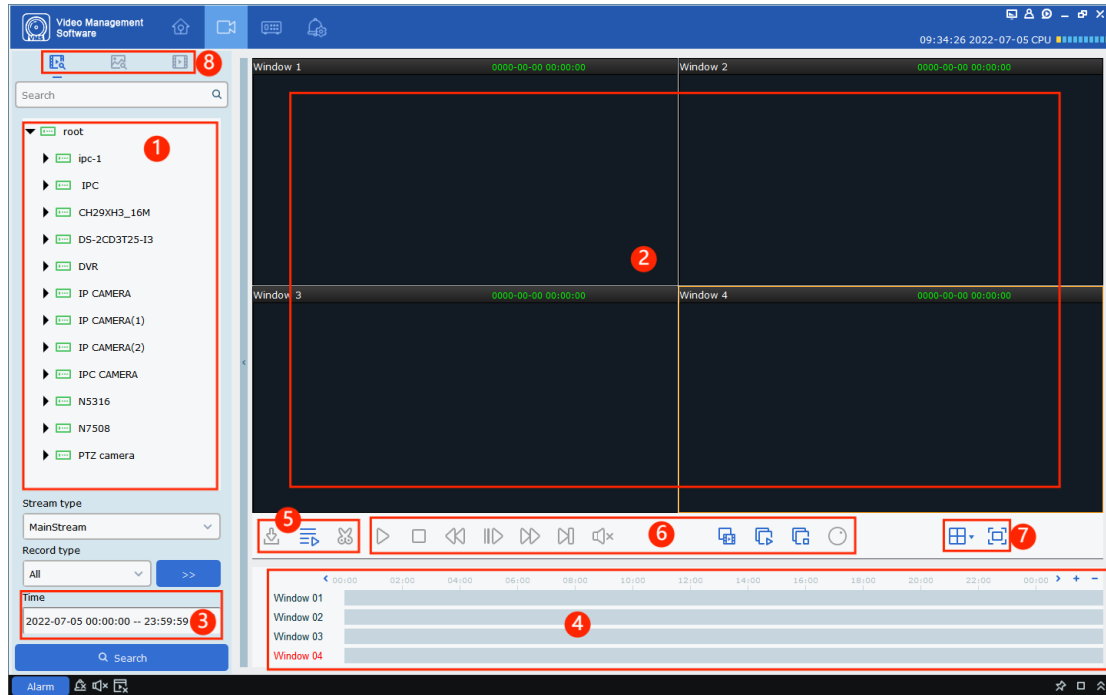 Video Management
Software
VMS
09:34:26 2022-07-05 CPU
8
Search
1
root
ipc-1
IPC
CH29XH3_16M
DS-2CD3T25-I3
DVR
IP CAMERA
IP CAMERA(1)
IP CAMERA(2)
IPC CAMERA
N5316
N7508
PTZ camera
Stream type
MainStream
Record type
All
>>
Time
2022-07-05 00:00:00 -- 23:59:59
3
Search
Window 1 0000-00-00 00:00:00
Window 2 0000-00-00 00:00:00
2
Window 3 0000-00-00 00:00:00
Window 4 0000-00-00 00:00:00
5
6
7
00:00 02:00 04:00 06:00 08:00 10:00 12:00 14:00 16:00 18:00 20:00 22:00 00:00 + -
Window 01
Window 02
Window 03
Window 04
4
Alarm